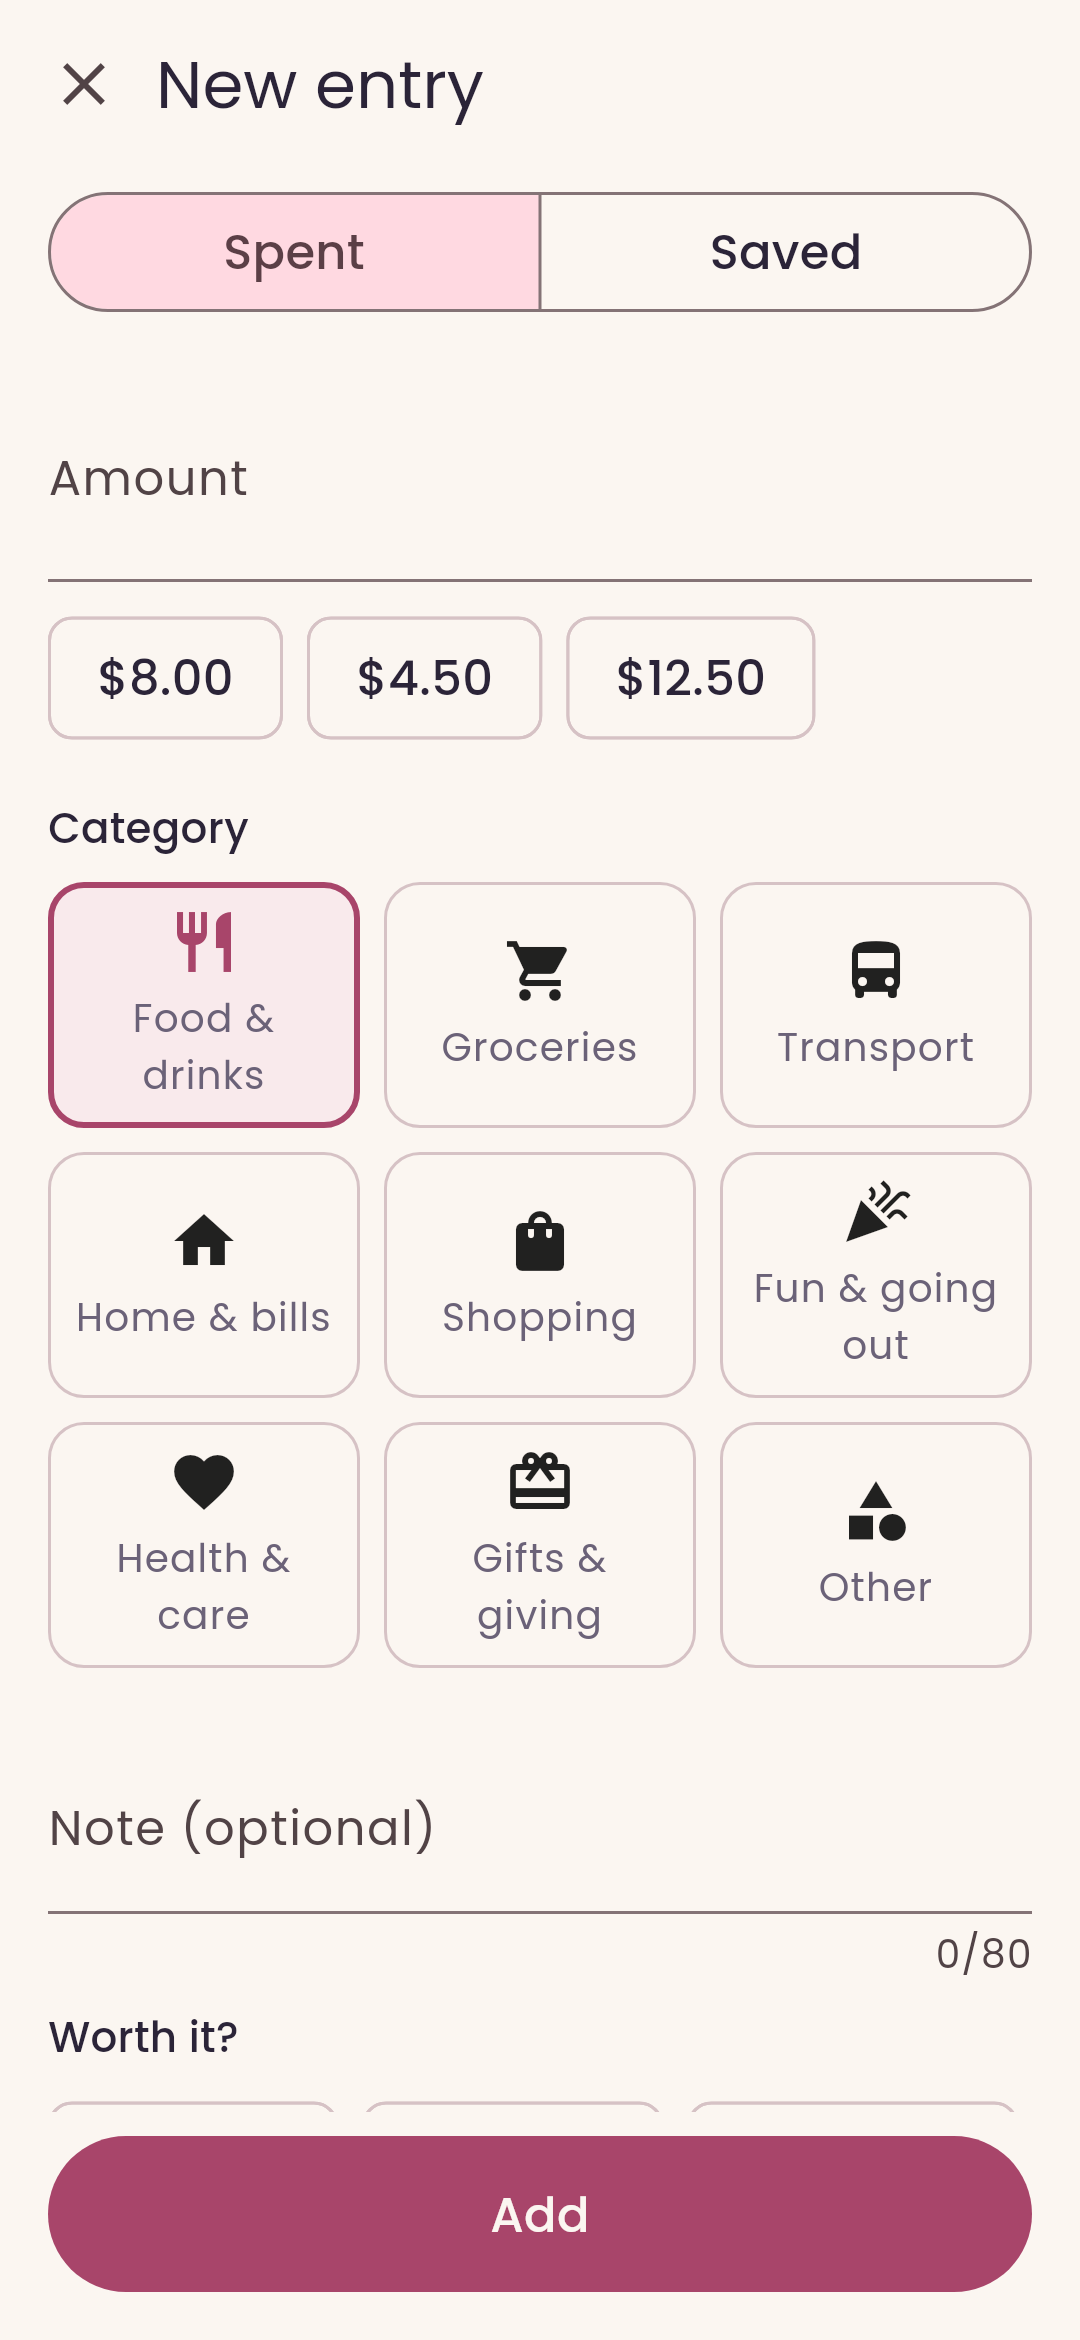 New entry
Spent
Saved
Amount
$8.00
$4.50
$12.50
Category
Food &
drinks
Groceries
Transport
Home & bills
Shopping
Fun & going
out
Health &
care
Gifts &
giving
Other
Note (optional)
0/80
Worth it?
Add